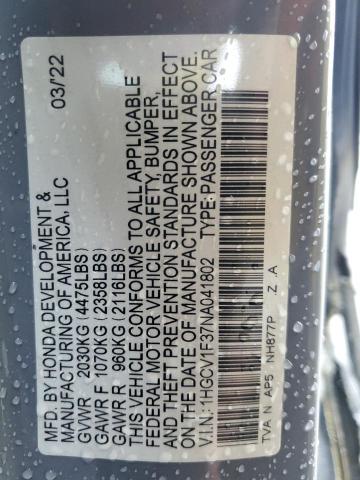 MFD. BY HONDA DEVELOPMENT & 03/22
MANUFACTURING OF AMERICA, LLC
GVWR 2030KG (4475LBS)
GAWR F 1070KG (2358LBS)
GAWR R 960KG (2116LBS)
THIS VEHICLE CONFORMS TO ALL APPLICABLE
FEDERAL MOTOR VEHICLE SAFETY, BUMPER,
AND THEFT PREVENTION STANDARDS IN EFFECT
ON THE DATE OF MANUFACTURE SHOWN ABOVE.
V.I.N.: 1HGCV1F37NA041802 TYPE: PASSENGER CAR
TVA N AP5 NH877P Z A